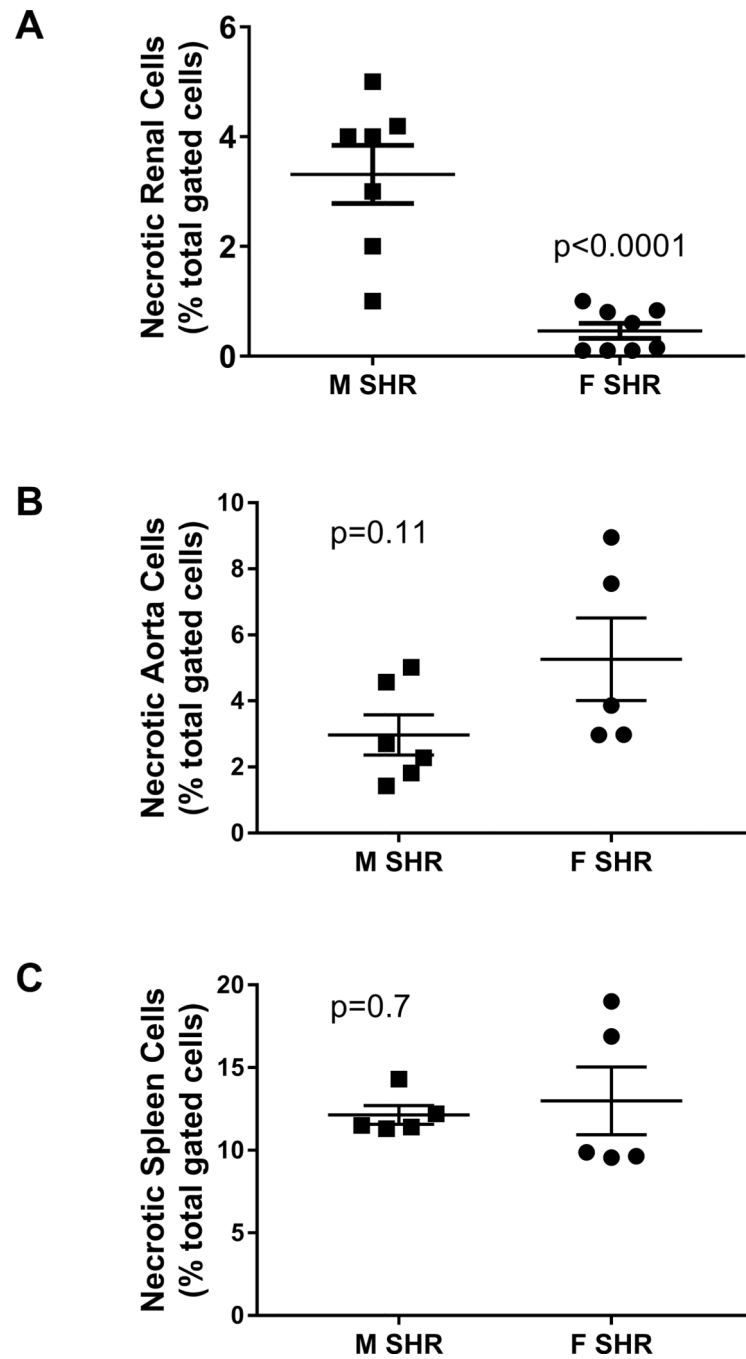 A
Necrotic Renal Cells
(% total gated cells)
6
4
2
0
p<0.0001
M SHR
F SHR
B
Necrotic Aorta Cells
(% total gated cells)
10
8
6
4
2
0
p=0.11
M SHR
F SHR
C
Necrotic Spleen Cells
(% total gated cells)
20
15
10
5
0
p=0.7
M SHR
F SHR